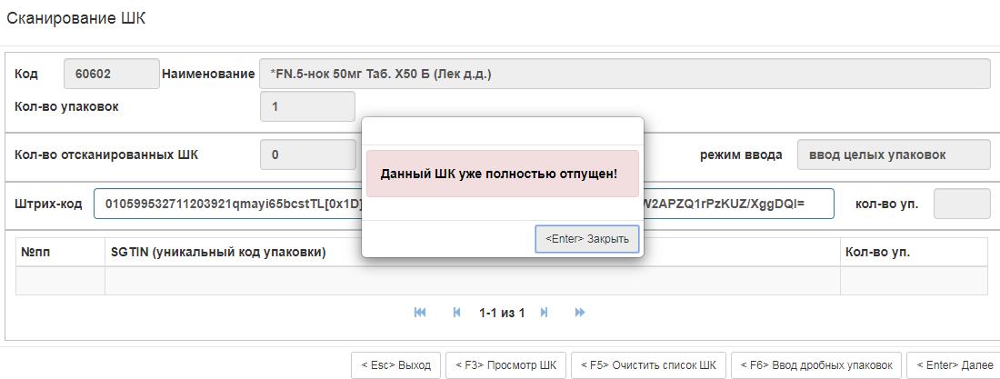 Сканирование ШК
Код 60602 Наименование *FN.5-нок 50мг Таб. X50 Б (Лек д.д.)
Кол-во упаковок 1
Кол-во отсканированных ШК 0 режим ввода ввод целых упаковок
Данный ШК уже полностью отпущен!
Штрих-код 010599532711203921qmayi65bcstTL[0x1D] W2APZQ1rPzKUZ/XggDQI= кол-во уп.
<Enter> Закрыть
№пп SGTIN (уникальный код упаковки) Кол-во уп.
1-1 из 1
< Esc> Выход < F3> Просмотр ШК < F5> Очистить список ШК < F6> Ввод дробных упаковок < Enter> Далее